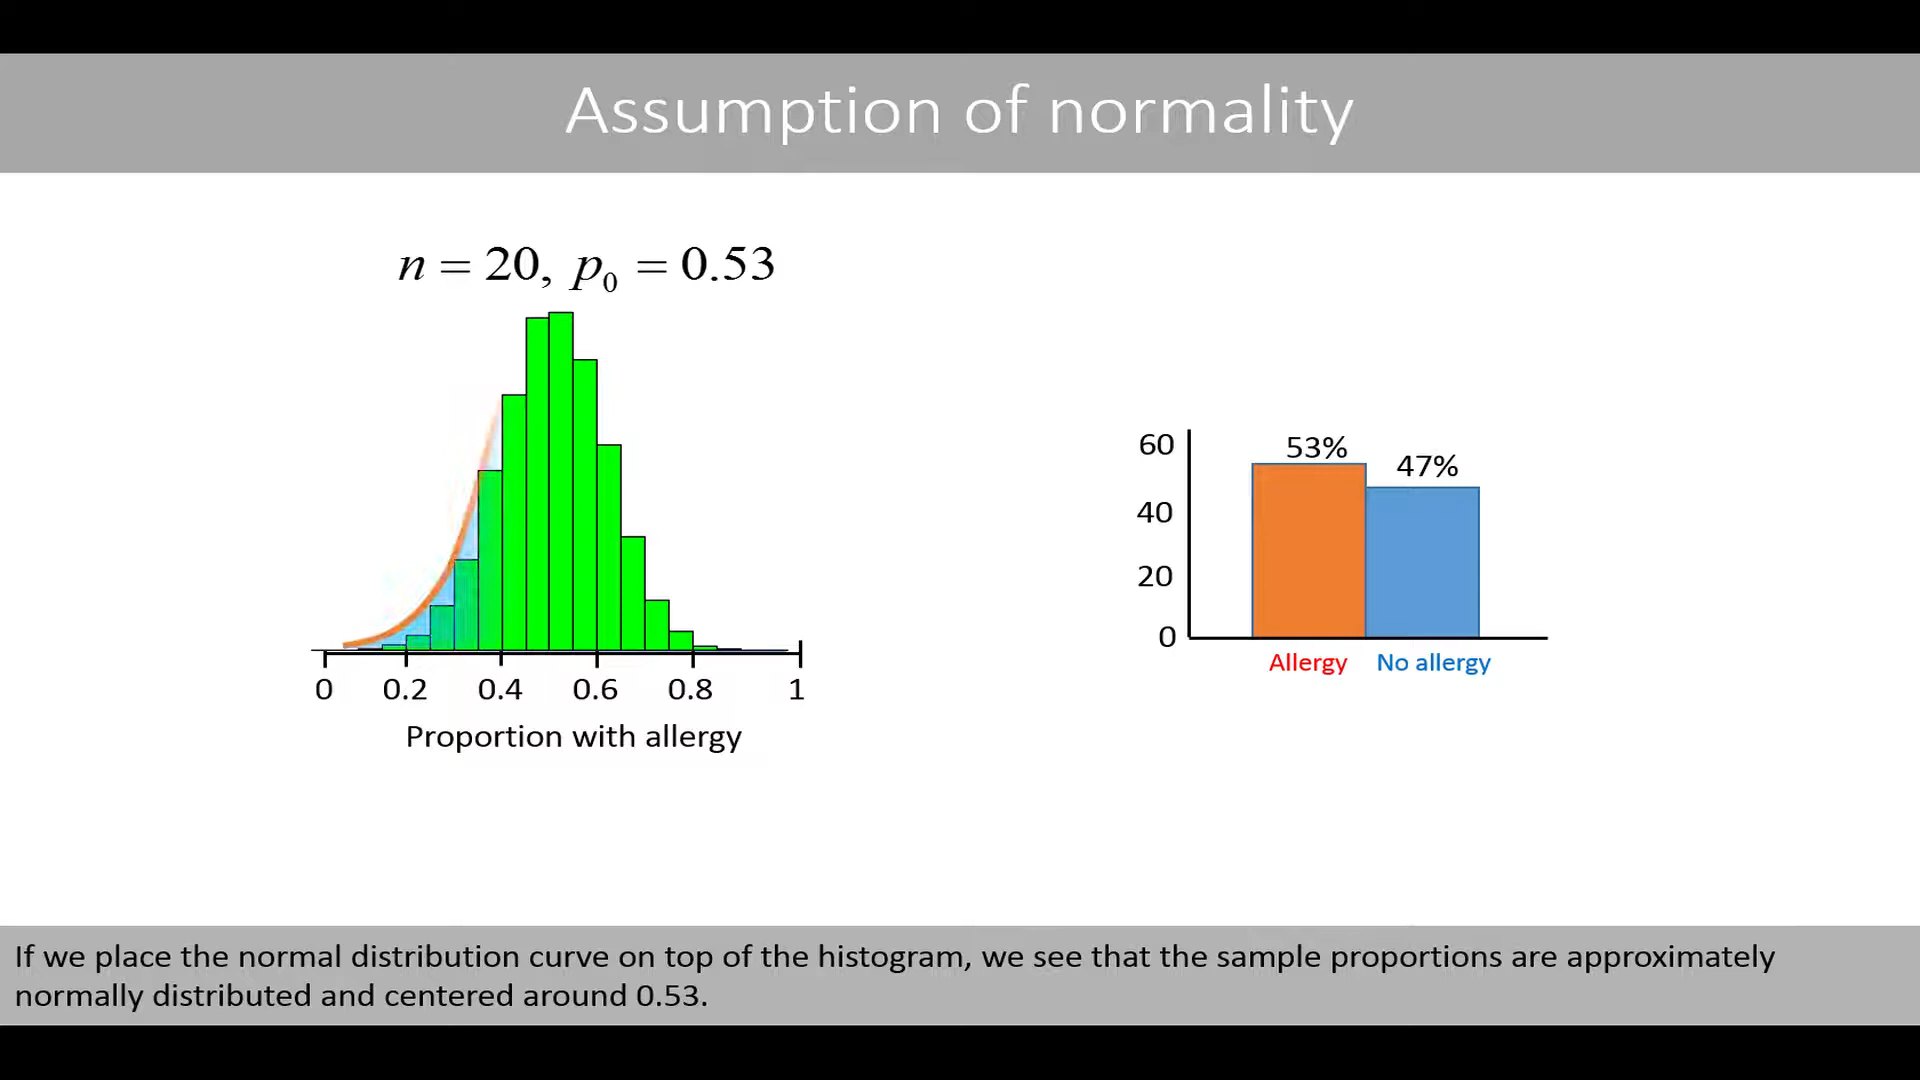 Assumption of normality
n = 20, p₀ = 0.53
0 0.2 0.4 0.6 0.8 1
Proportion with allergy
60
40
20
0
53%
47%
Allergy No allergy
If we place the normal distribution curve on top of the histogram, we see that the sample proportions are approximately
normally distributed and centered around 0.53.